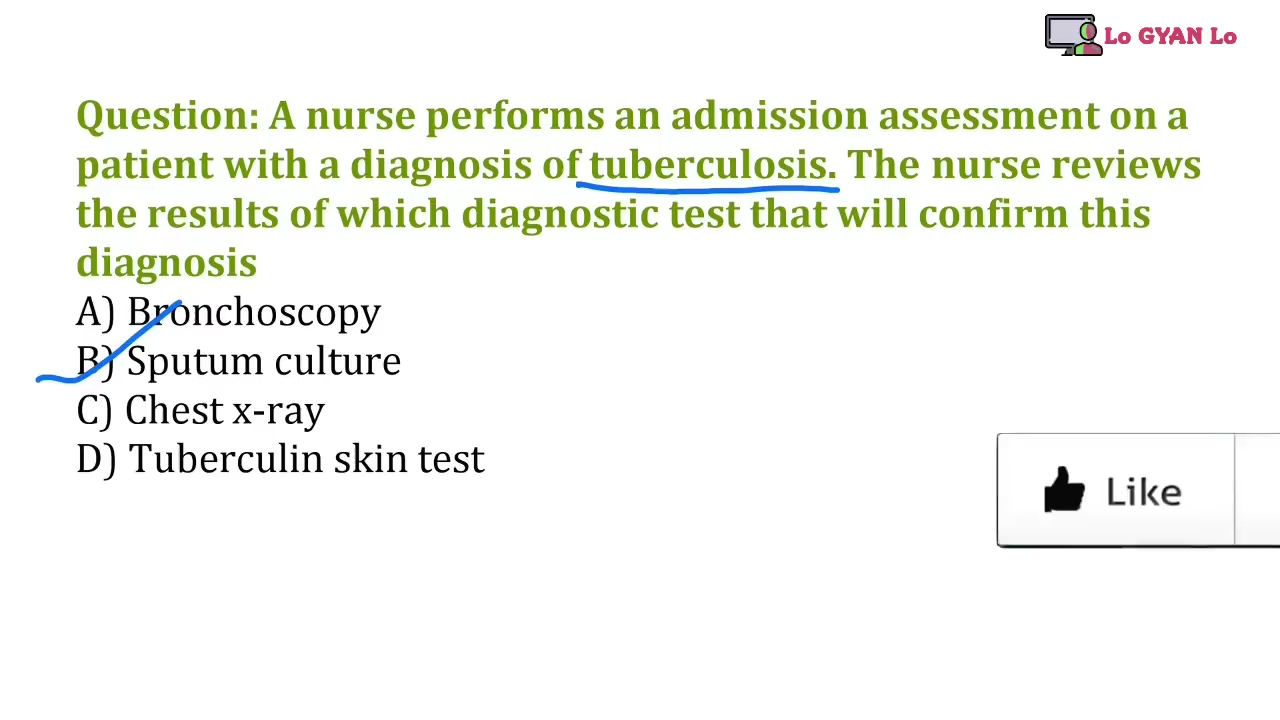 Lo GYAN Lo
Question: A nurse performs an admission assessment on a
patient with a diagnosis of tuberculosis. The nurse reviews
the results of which diagnostic test that will confirm this
diagnosis
A) Bronchoscopy
B) Sputum culture
C) Chest x-ray
D) Tuberculin skin test
Like